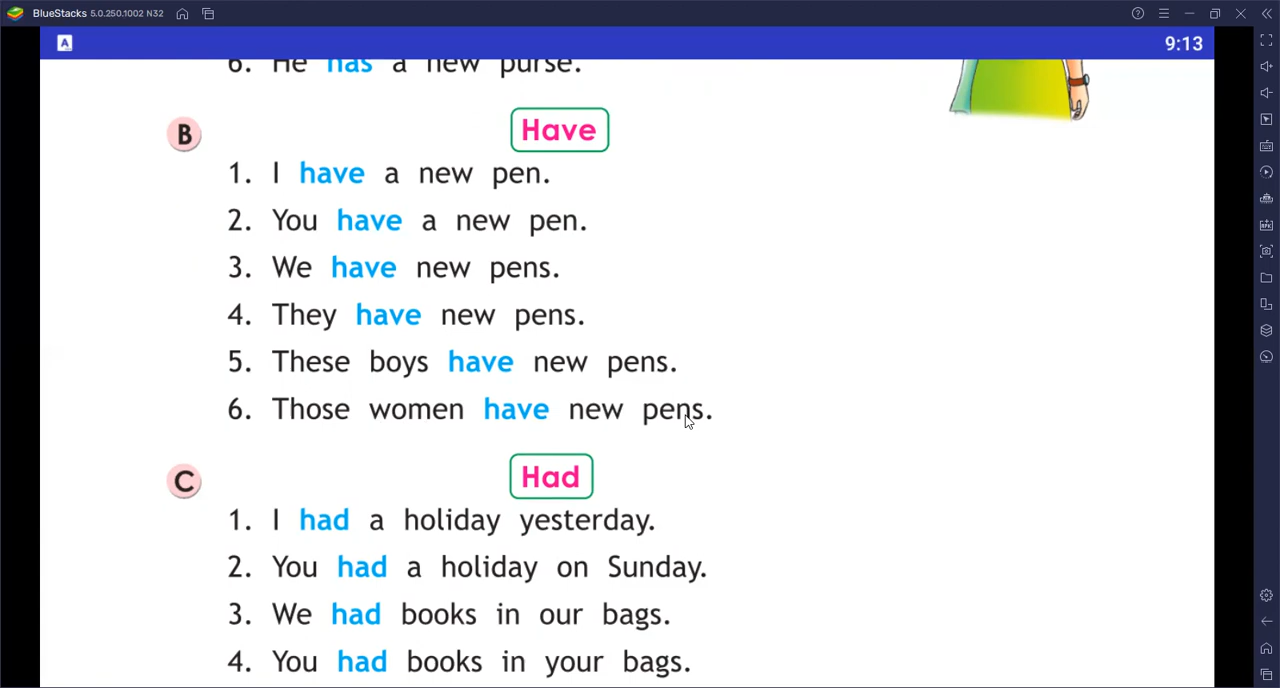 BlueStacks 5.0.250.1002 N32
A 9:13
6. He has a new purse.
B Have
1. I have a new pen.
2. You have a new pen.
3. We have new pens.
4. They have new pens.
5. These boys have new pens.
6. Those women have new pens.
C Had
1. I had a holiday yesterday.
2. You had a holiday on Sunday.
3. We had books in our bags.
4. You had books in your bags.